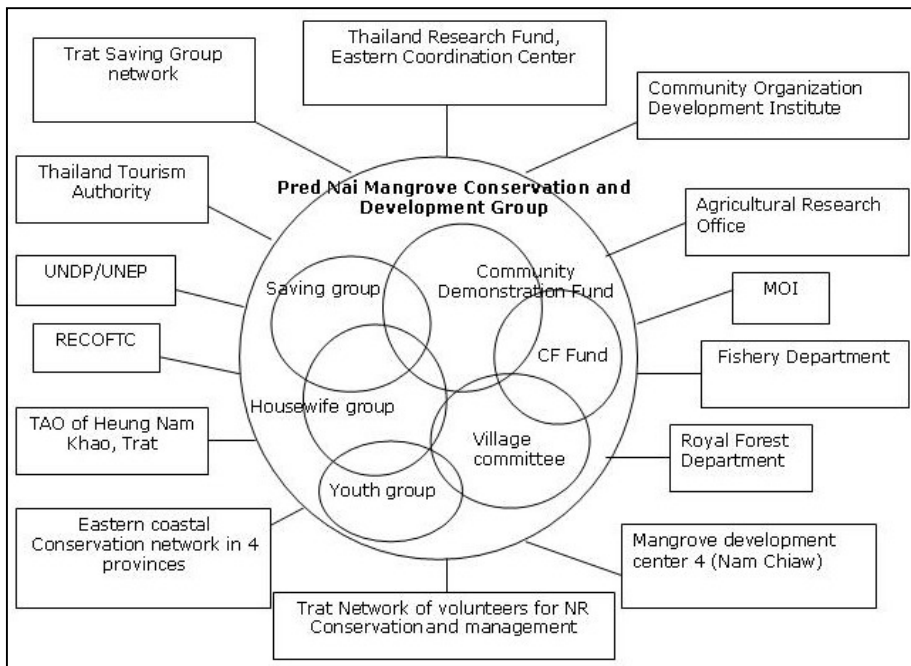 Trat Saving Group
network
Thailand Research Fund,
Eastern Coordination Center
Community Organization
Development Institute
Thailand Tourism
Authority
Pred Nai Mangrove Conservation and
Development Group
Agricultural Research
Office
UNDP/UNEP
Saving group
Community
Demonstration Fund
MOI
RECOFTC
CF Fund
Fishery Department
TAO of Heung Nam
Khao, Trat
Housewife group
Village
committee
Royal Forest
Department
Youth group
Eastern coastal
Conservation network in 4
provinces
Mangrove development
center 4 (Nam Chiaw)
Trat Network of volunteers for NR
Conservation and management